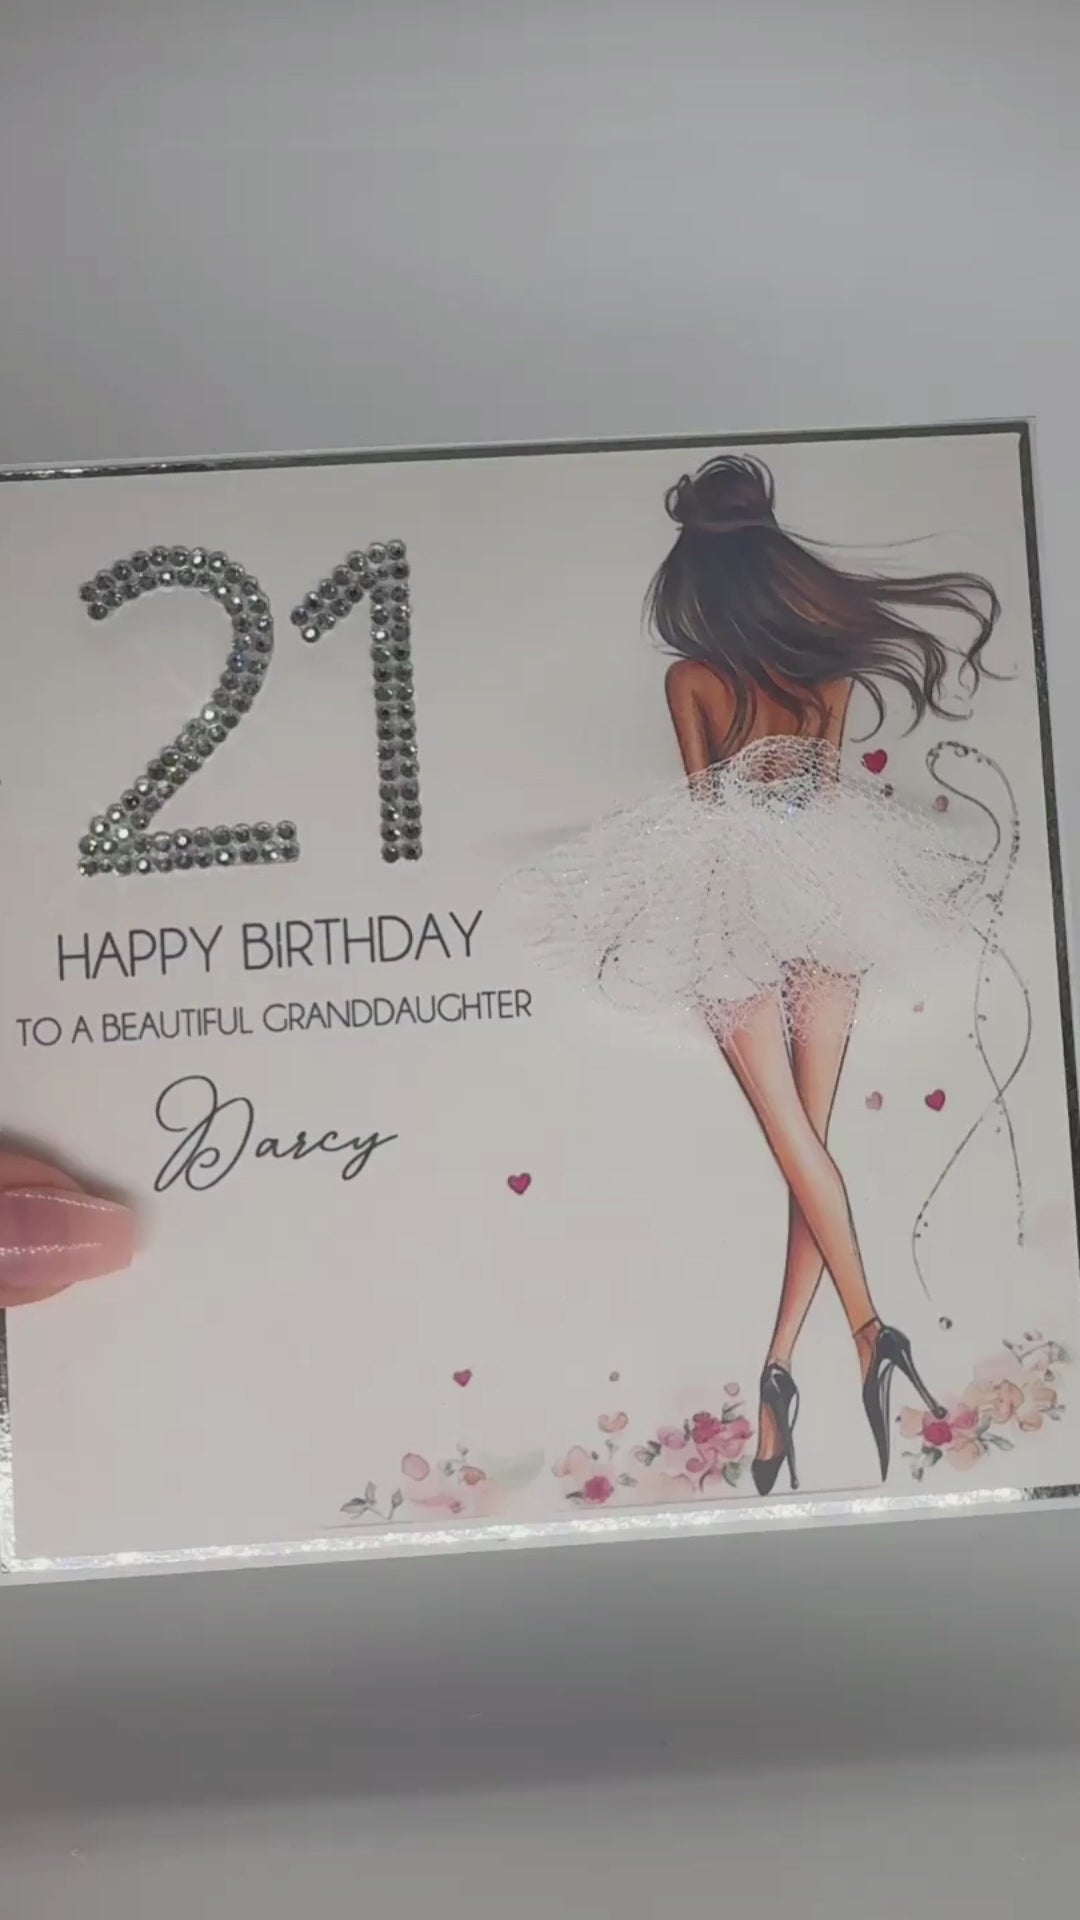 21
HAPPY BIRTHDAY
TO A BEAUTIFUL GRANDDAUGHTER
Darcy